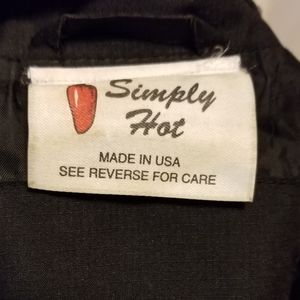 Simply
Hot
MADE IN USA
SEE REVERSE FOR CARE